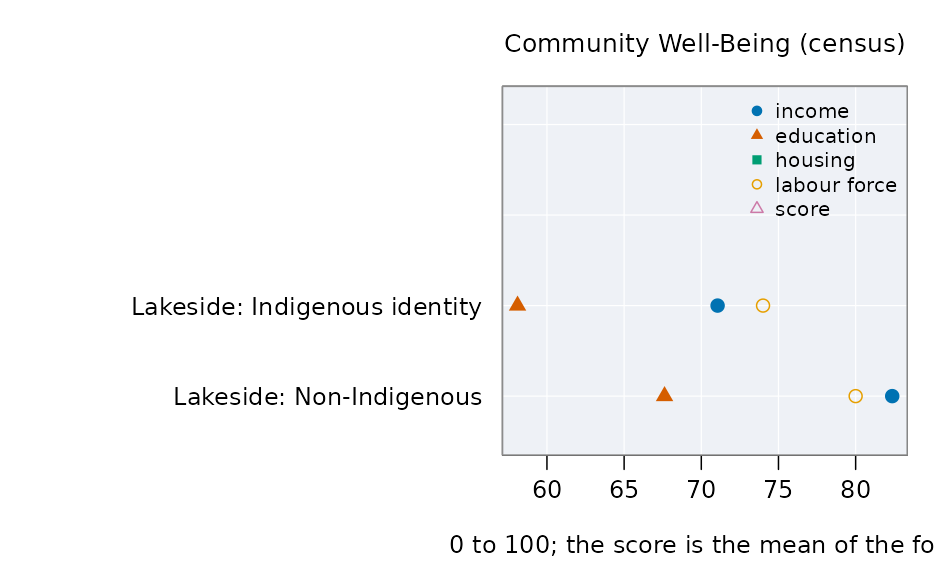 Community Well-Being (census)
income
education
housing
labour force
score
Lakeside: Indigenous identity
Lakeside: Non-Indigenous
60 65 70 75 80
0 to 100; the score is the mean of the fo